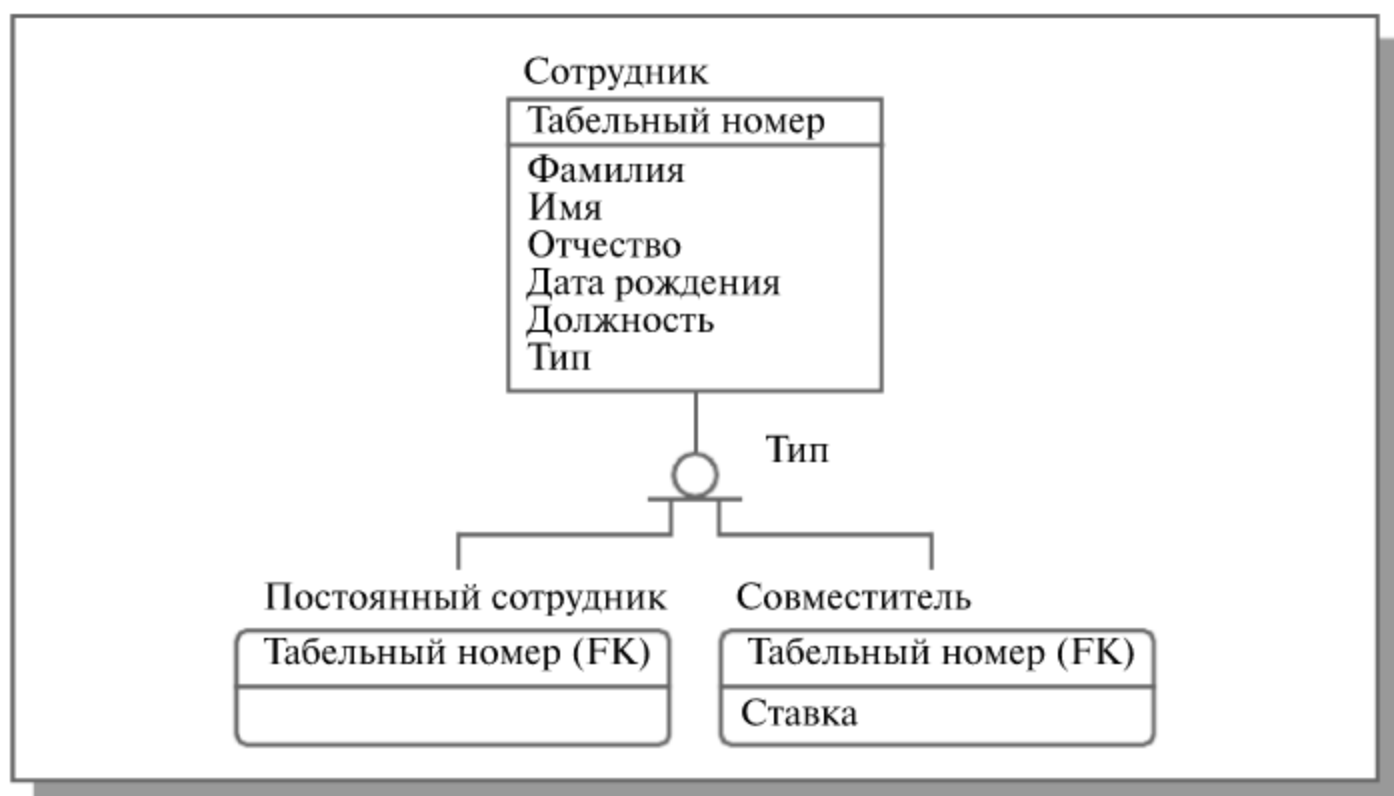 Сотрудник
Табельный номер
Фамилия
Имя
Отчество
Дата рождения
Должность
Тип
Тип
Постоянный сотрудник
Табельный номер (FK)
Совместитель
Табельный номер (FK)
Ставка